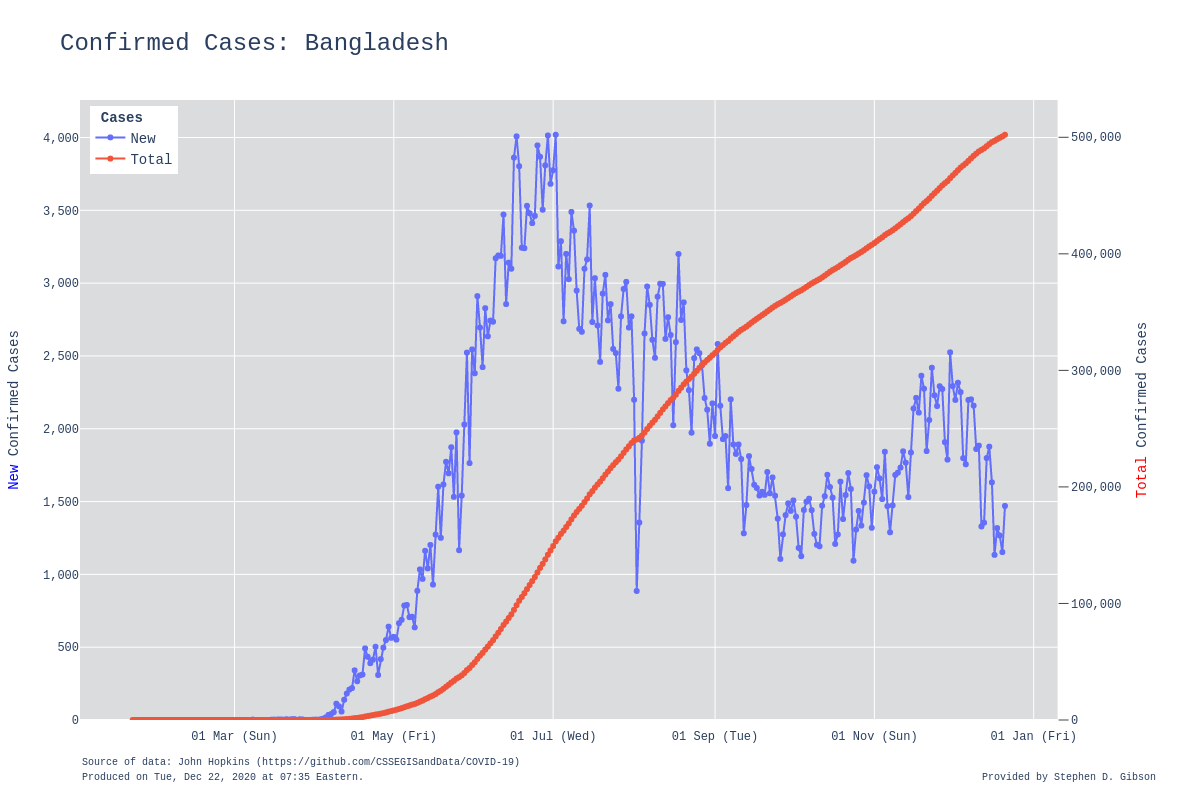 Confirmed Cases: Bangladesh
Cases
New
Total
4,000
3,500
3,000
2,500
2,000
1,500
1,000
500
0
500,000
400,000
300,000
200,000
100,000
0
New Confirmed Cases
Total Confirmed Cases
01 Mar (Sun)
01 May (Fri)
01 Jul (Wed)
01 Sep (Tue)
01 Nov (Sun)
01 Jan (Fri)
Source of data: John Hopkins (https://github.com/CSSEGISandData/COVID-19)
Produced on Tue, Dec 22, 2020 at 07:35 Eastern.
Provided by Stephen D. Gibson